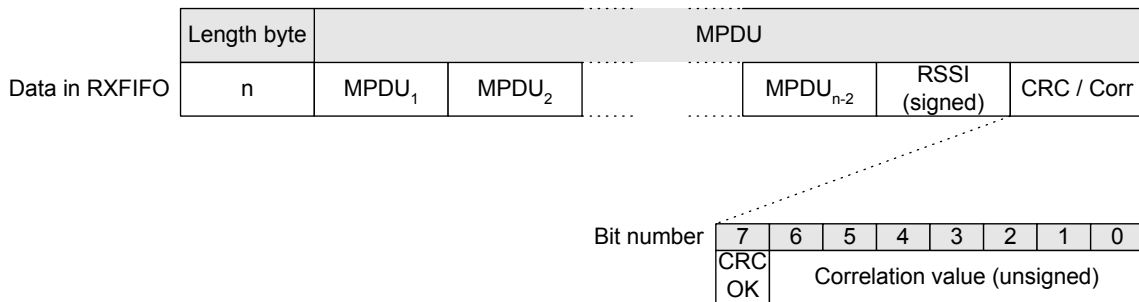 Length byte MPDU
Data in RXFIFO n MPDU₁ MPDU₂ MPDUₙ₋₂ RSSI (signed) CRC / Corr
Bit number 7 6 5 4 3 2 1 0
CRC OK Correlation value (unsigned)